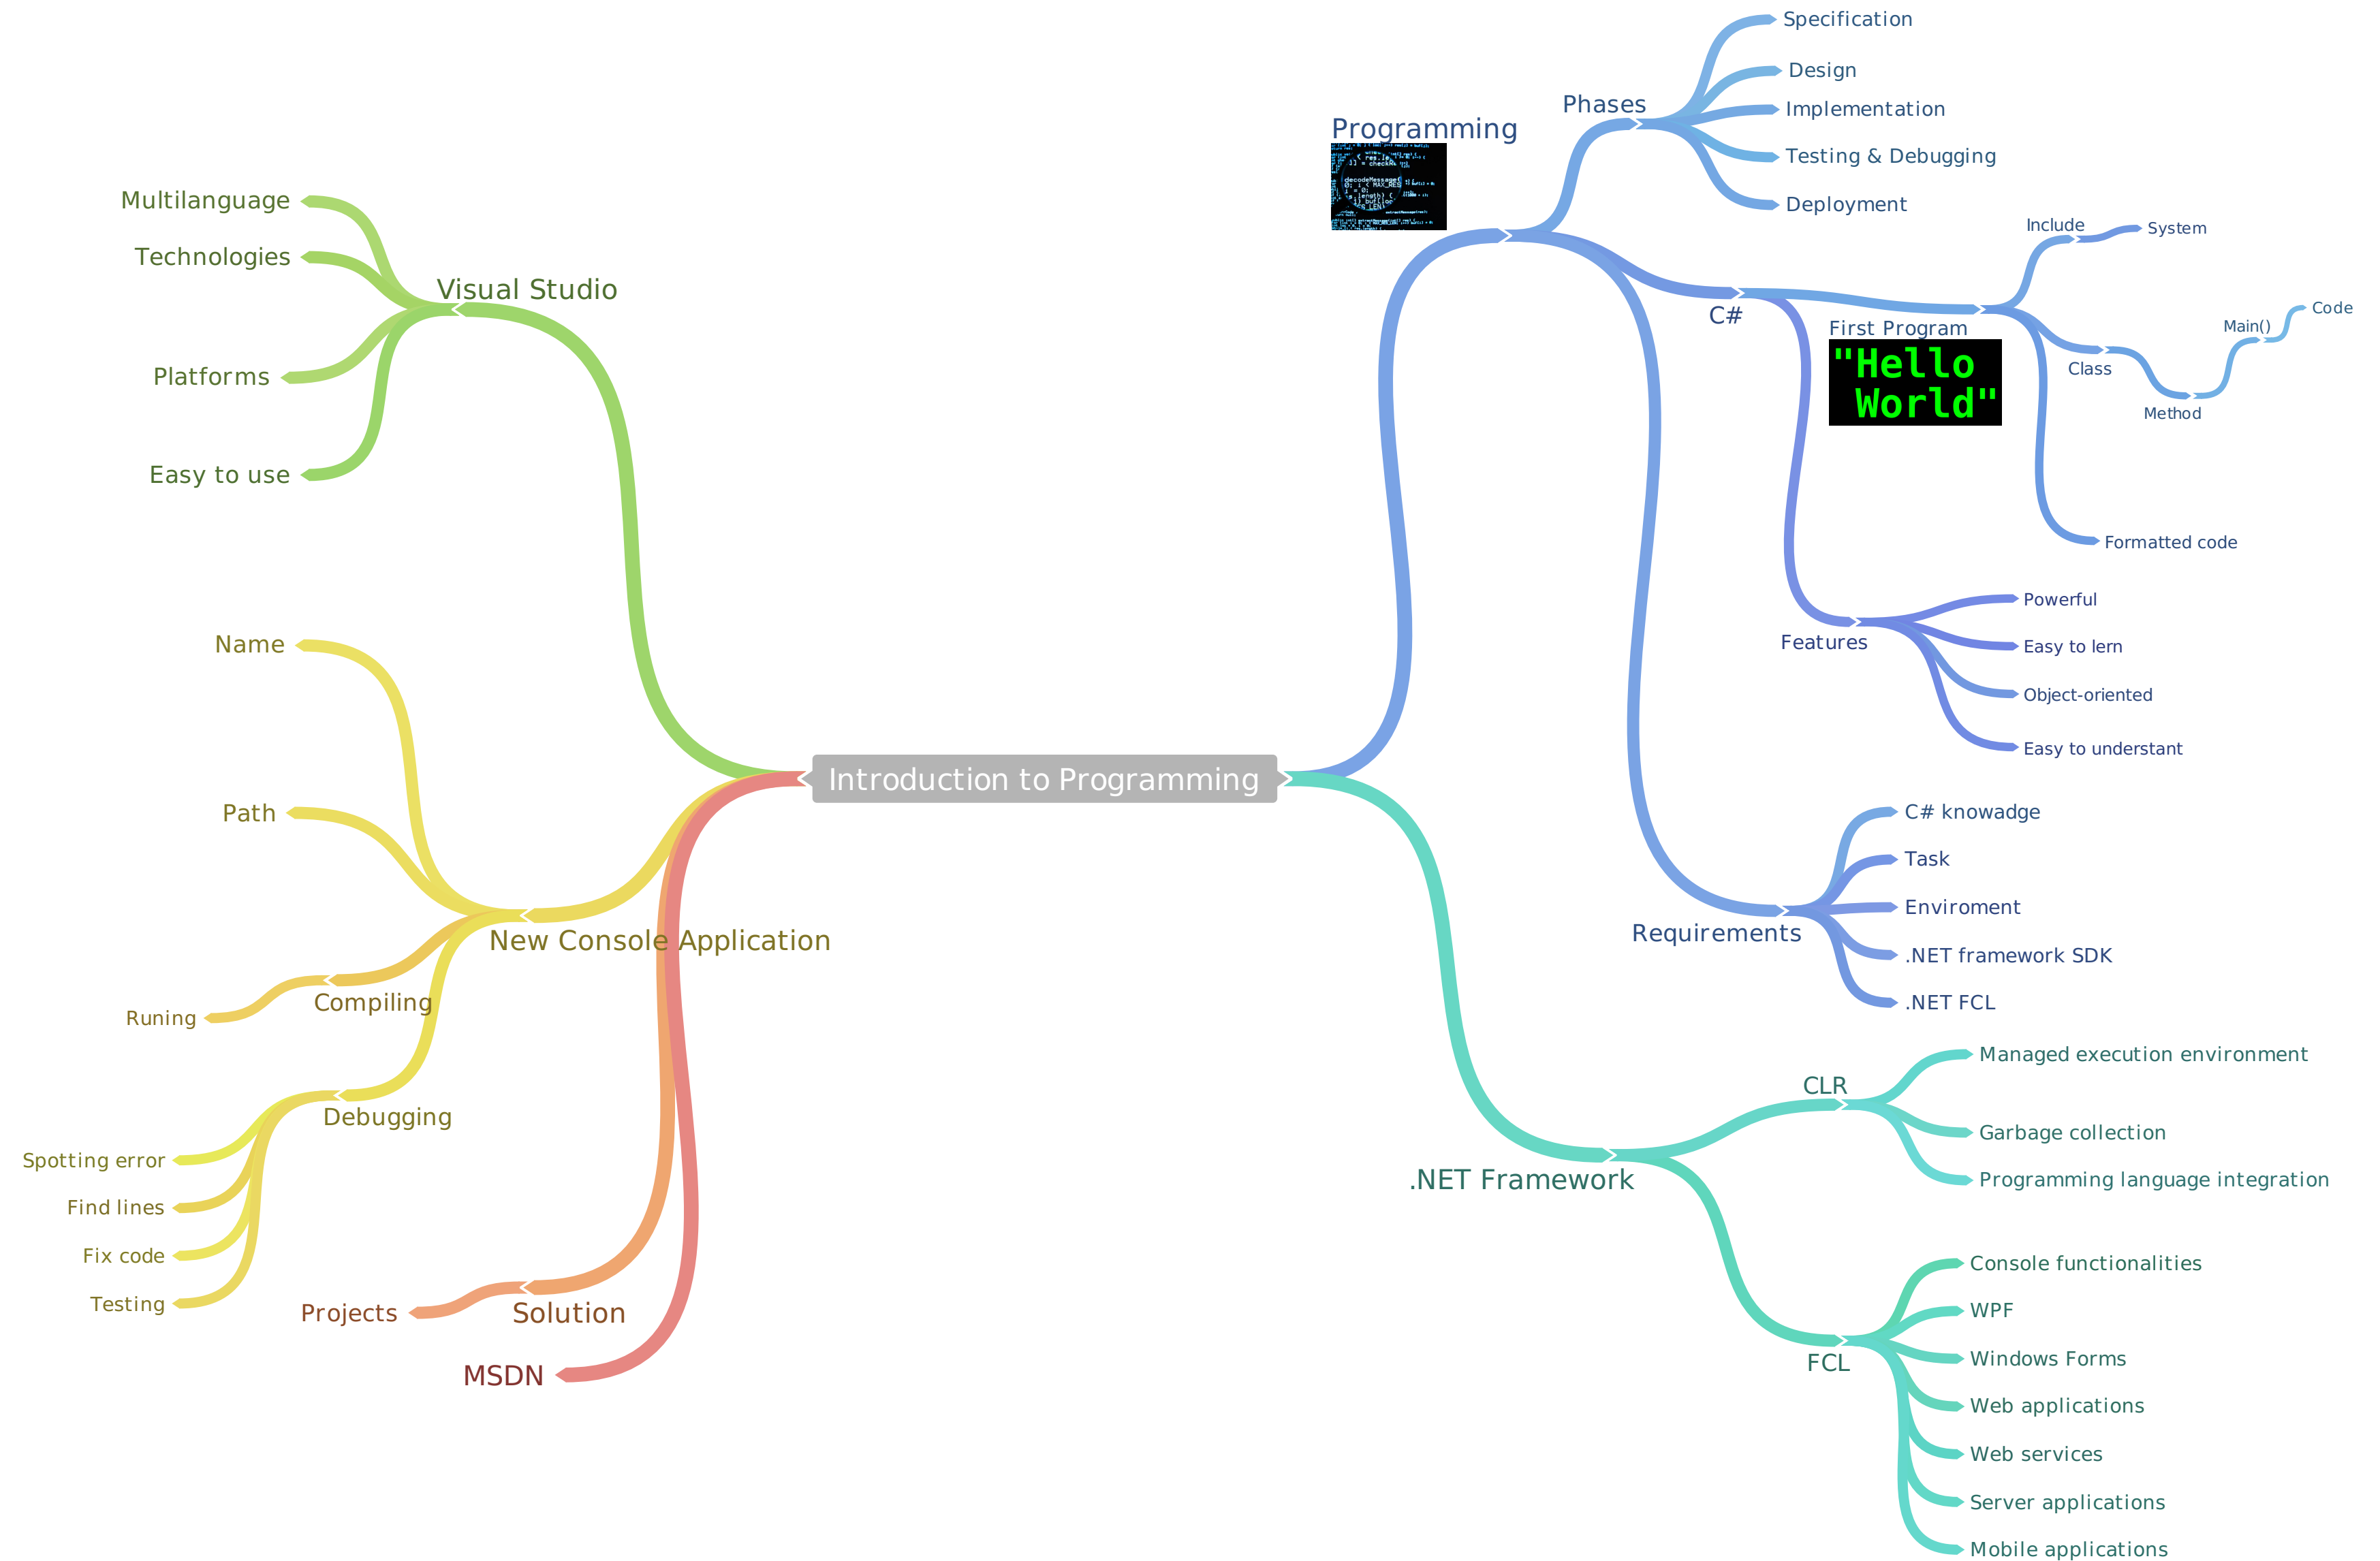 Introduction to Programming
Programming
Phases
Specification
Design
Implementation
Testing & Debugging
Deployment
C#
First Program
"Hello
World"
Include
System
Class
Method
Main()
Code
Formatted code
Features
Powerful
Easy to lern
Object-oriented
Easy to understant
Requirements
C# knowadge
Task
Enviroment
.NET framework SDK
.NET FCL
.NET Framework
CLR
Managed execution environment
Garbage collection
Programming language integration
FCL
Console functionalities
WPF
Windows Forms
Web applications
Web services
Server applications
Mobile applications
Visual Studio
Multilanguage
Technologies
Platforms
Easy to use
New Console Application
Name
Path
Compiling
Runing
Debugging
Spotting error
Find lines
Fix code
Testing
Solution
Projects
MSDN